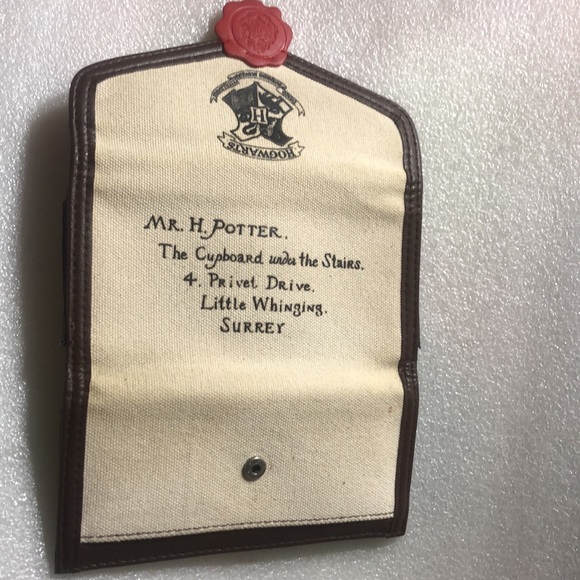 HOGWARTS
H
MR. H. POTTER.
The Cupboard under the Stairs.
4. Privet Drive.
Little Whinging.
SURREY